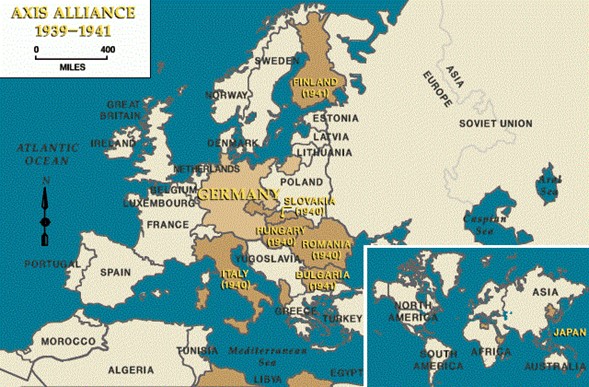 AXIS ALLIANCE
1939–1941
0 400
MILES
SWEDEN
FINLAND
(1941)
NORWAY
ASIA
EUROPE
SOVIET UNION
ESTONIA
LATVIA
LITHUANIA
GREAT
BRITAIN
IRELAND
DENMARK
ATLANTIC
OCEAN
N
NETHERLANDS
BELGIUM
LUXEMBOURG
GERMANY
POLAND
SLOVAKIA
(1940)
Aral
Sea
Caspian
Sea
FRANCE
HUNGARY
(1940)
ROMANIA
(1940)
YUGOSLAVIA
BULGARIA
(1941)
ITALY
(1940)
PORTUGAL
SPAIN
GREECE
TURKEY
MOROCCO
ALGERIA
TUNISIA
Mediterranean
Sea
LIBYA
EGYPT
NORTH
AMERICA
ASIA
JAPAN
SOUTH
AMERICA
AFRICA
AUSTRALIA